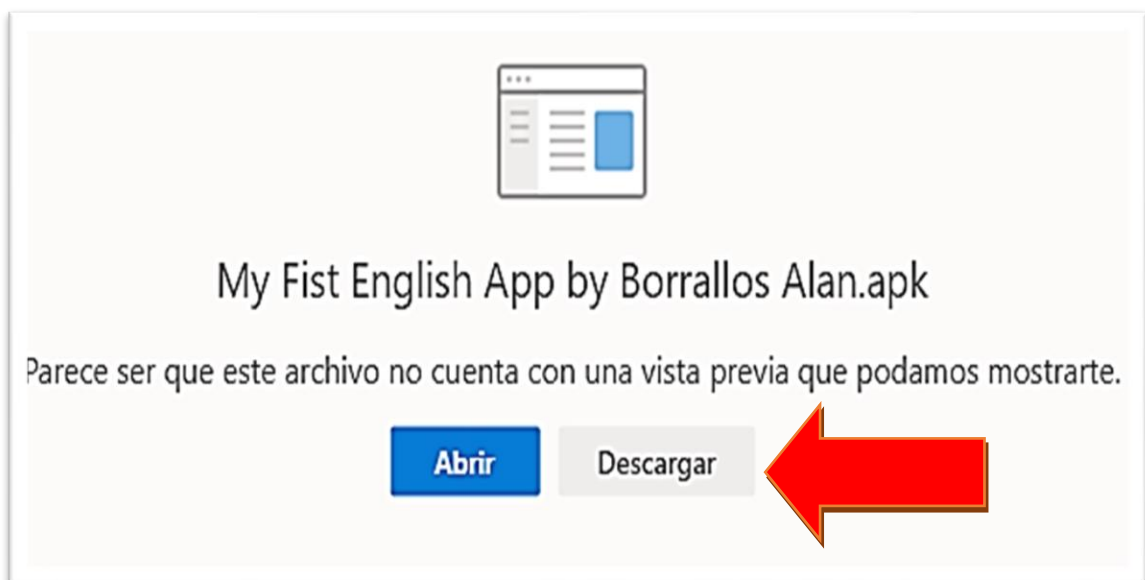 My Fist English App by Borrallos Alan.apk
Parece ser que este archivo no cuenta con una vista previa que podamos mostrarte.
Abrir Descargar